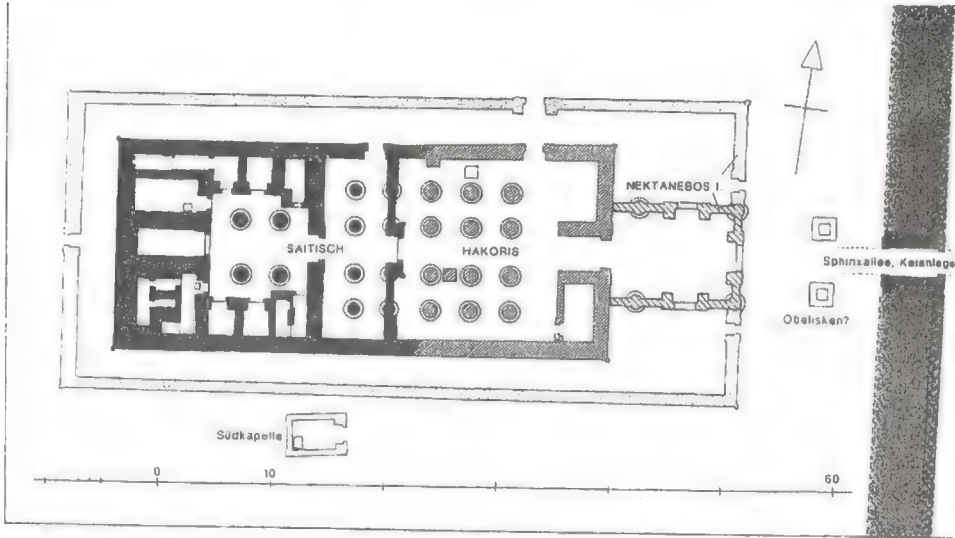 NEKTANEBOS I.
SAITISCH
HAKORIS
Sphinxallee, Kaianlage
Obelisken?
Südkapelle
0
10
60